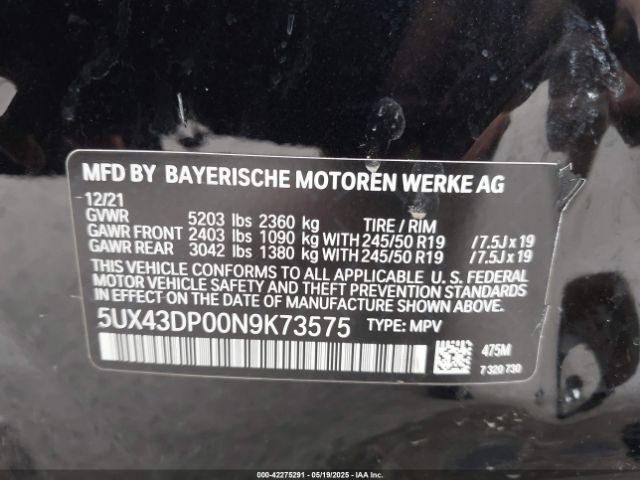 MFD BY BAYERISCHE MOTOREN WERKE AG
12/21
GVWR 5203 lbs 2360 kg TIRE / RIM
GAWR FRONT 2403 lbs 1090 kg WITH 245/50 R19 /7.5J x 19
GAWR REAR 3042 lbs 1380 kg WITH 245/50 R19 /7.5J x 19
THIS VEHICLE CONFORMS TO ALL APPLICABLE U. S. FEDERAL
MOTOR VEHICLE SAFETY AND THEFT PREVENTION STANDARDS
IN EFFECT ON THE DATE OF MANUFACTURE SHOWN ABOVE.
5UX43DP00N9K73575 TYPE: MPV
475M
7 320 730
000-42275291 - 05/19/2025 - IAAI.COM